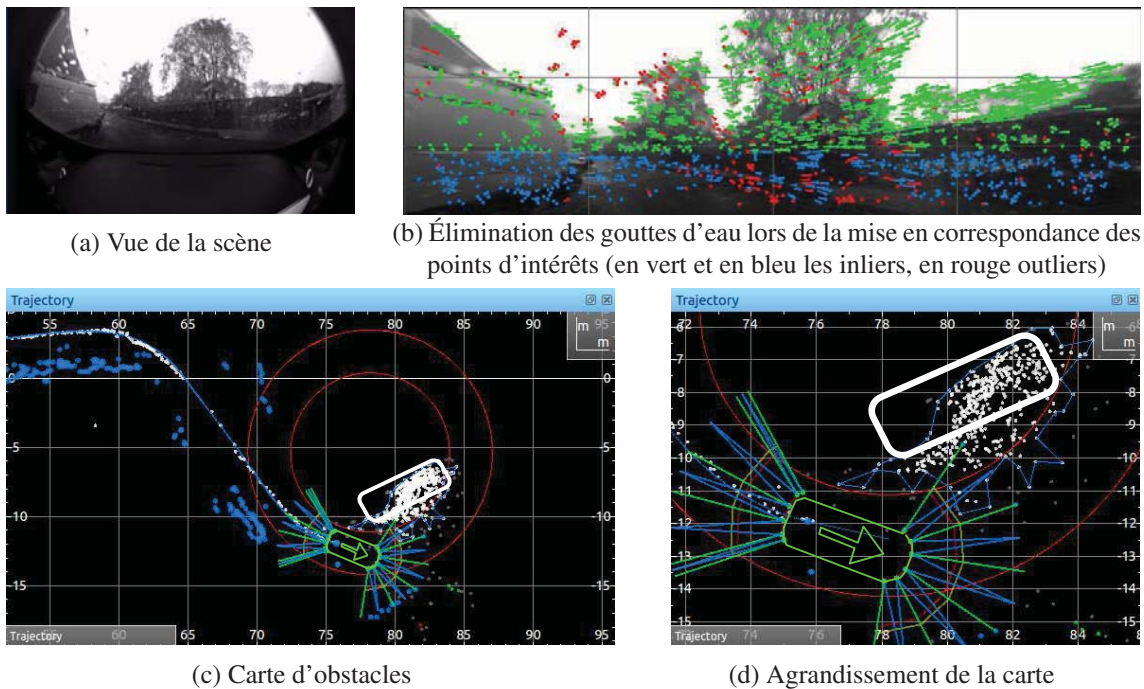 (a) Vue de la scène
(b) Élimination des gouttes d'eau lors de la mise en correspondance des
points d'intérêts (en vert et en bleu les inliers, en rouge outliers)
Trajectory
55 60 65 70 75 80 85 90 95
m
m
0
-5
-10
-15
Trajectory
60 65 70 75 80 85 90 95
(c) Carte d'obstacles
Trajectory
72 74 76 78 80 82 84
m
m
-6
-7
-8
-9
-10
-11
-12
-13
-14
-15
Trajectory
74 76 78 80 82 84
(d) Agrandissement de la carte